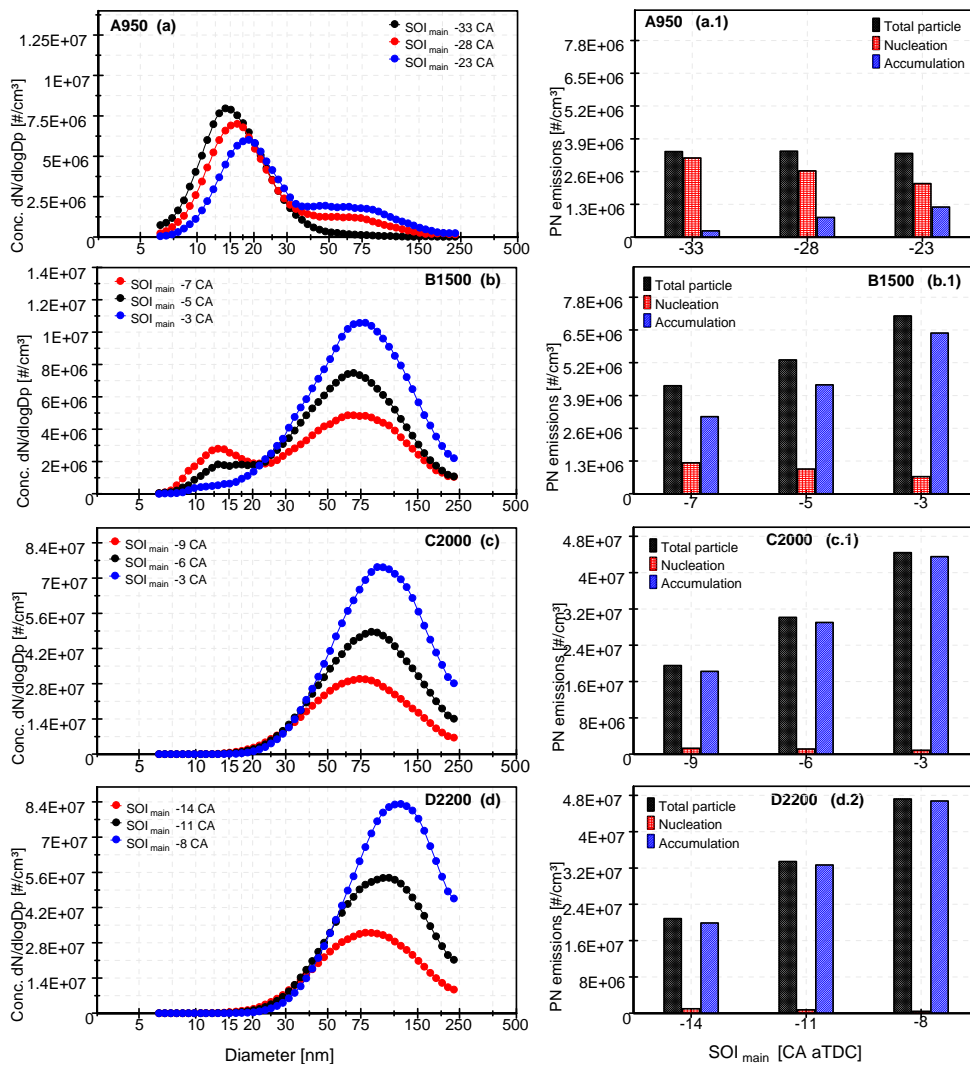 A950 (a)
SOI main -33 CA
SOI main -28 CA
SOI main -23 CA
Conc. dN/dlogDp [#/cm³]
1.25E+07
1E+07
7.5E+06
5E+06
2.5E+06
0
5 10 15 20 30 50 75 150 250 500
A950 (a.1)
Total particle
Nucleation
Accumulation
PN emissions [#/cm³]
7.8E+06
6.5E+06
5.2E+06
3.9E+06
2.6E+06
1.3E+06
0
-33 -28 -23
B1500 (b)
SOI main -7 CA
SOI main -5 CA
SOI main -3 CA
Conc. dN/dlogDp [#/cm³]
1.4E+07
1.2E+07
1E+07
8E+06
6E+06
4E+06
2E+06
0
5 10 15 20 30 50 75 150 250 500
B1500 (b.1)
Total particle
Nucleation
Accumulation
PN emissions [#/cm³]
7.8E+06
6.5E+06
5.2E+06
3.9E+06
2.6E+06
1.3E+06
0
-7 -5 -3
C2000 (c)
SOI main -9 CA
SOI main -6 CA
SOI main -3 CA
Conc. dN/dlogDp [#/cm³]
8.4E+07
7E+07
5.6E+07
4.2E+07
2.8E+07
1.4E+07
0
5 10 15 20 30 50 75 150 250 500
C2000 (c.1)
Total particle
Nucleation
Accumulation
PN emissions [#/cm³]
4.8E+07
4E+07
3.2E+07
2.4E+07
1.6E+07
8E+06
0
-9 -6 -3
D2200 (d)
SOI main -14 CA
SOI main -11 CA
SOI main -8 CA
Conc. dN/dlogDp [#/cm³]
8.4E+07
7E+07
5.6E+07
4.2E+07
2.8E+07
1.4E+07
0
5 10 15 20 30 50 75 150 250 500
Diameter [nm]
D2200 (d.2)
Total particle
Nucleation
Accumulation
PN emissions [#/cm³]
4.8E+07
4E+07
3.2E+07
2.4E+07
1.6E+07
8E+06
0
-14 -11 -8
SOI main [CA aTDC]